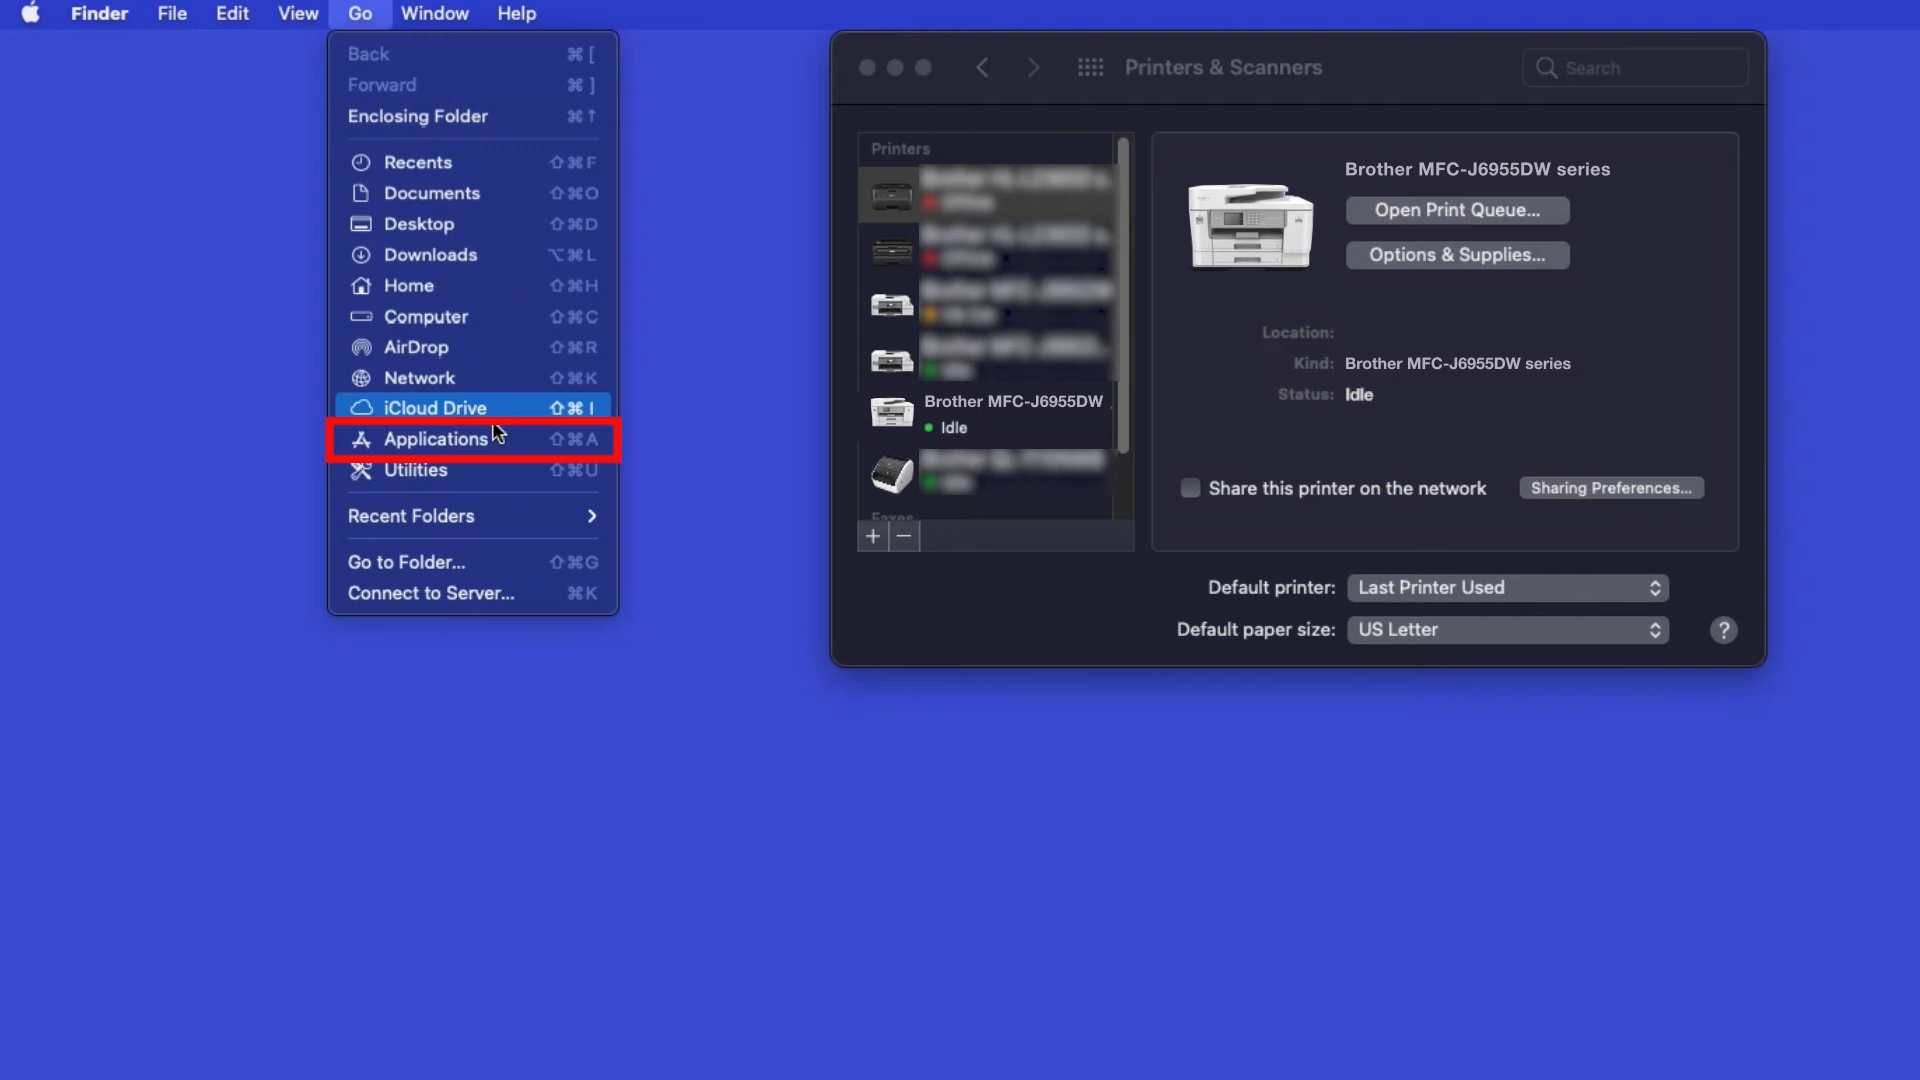 Finder File Edit View Go Window Help
Back ⌘ [
Forward ⌘ ]
Enclosing Folder ⌘ ↑
Recents ⇧ ⌘ F
Documents ⇧ ⌘ O
Desktop ⇧ ⌘ D
Downloads ⌥ ⌘ L
Home ⇧ ⌘ H
Computer ⇧ ⌘ C
AirDrop ⇧ ⌘ R
Network ⇧ ⌘ K
iCloud Drive ⇧ ⌘ I
Applications ⇧ ⌘ A
Utilities ⇧ ⌘ U
Recent Folders
Go to Folder... ⇧ ⌘ G
Connect to Server... ⌘ K
Printers & Scanners
Search
Printers
Brother MFC-J6955DW
Idle
Faxes
Brother MFC-J6955DW series
Open Print Queue...
Options & Supplies...
Location:
Kind: Brother MFC-J6955DW series
Status: Idle
Share this printer on the network
Sharing Preferences...
Default printer: Last Printer Used
Default paper size: US Letter
?